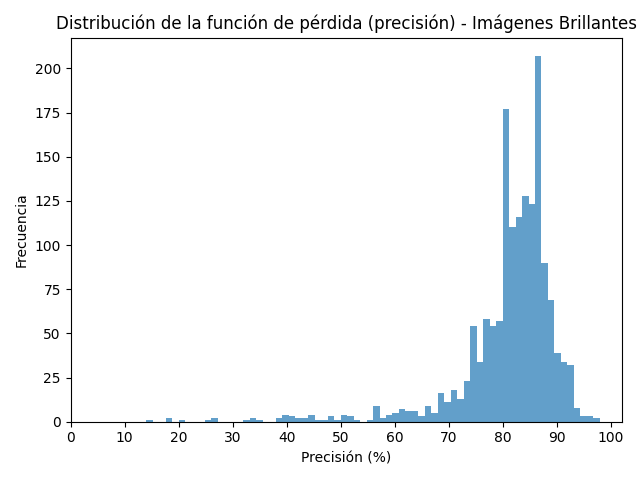 Distribución de la función de pérdida (precisión) - Imágenes Brillantes
200
175
150
125
100
75
50
25
0
Frecuencia
0 10 20 30 40 50 60 70 80 90 100
Precisión (%)